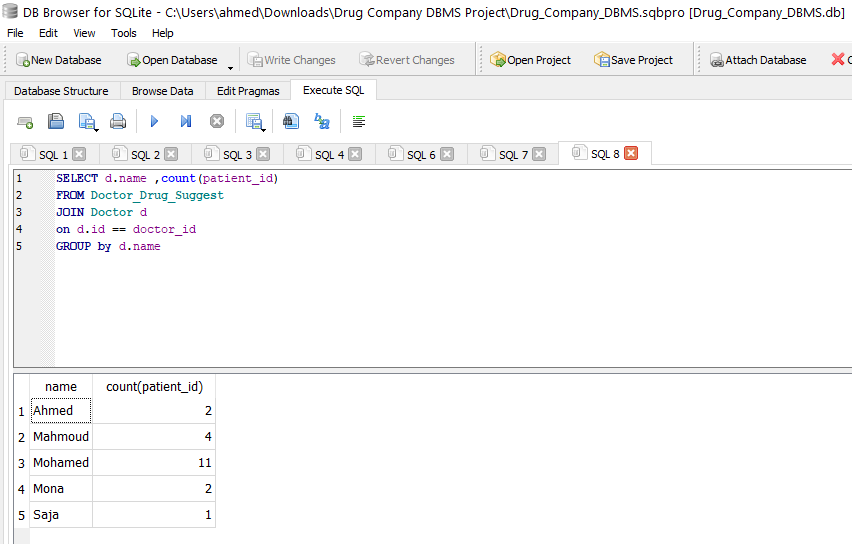 DB Browser for SQLite - C:\Users\ahmed\Downloads\Drug Company DBMS Project\Drug_Company_DBMS.sqbpro [Drug_Company_DBMS.db]
File Edit View Tools Help
New Database Open Database Write Changes Revert Changes Open Project Save Project Attach Database
Database Structure Browse Data Edit Pragmas Execute SQL
SQL 1 SQL 2 SQL 3 SQL 4 SQL 6 SQL 7 SQL 8
1 SELECT d.name ,count(patient_id)
2 FROM Doctor_Drug_Suggest
3 JOIN Doctor d
4 on d.id == doctor_id
5 GROUP by d.name
name count(patient_id)
1 Ahmed 2
2 Mahmoud 4
3 Mohamed 11
4 Mona 2
5 Saja 1